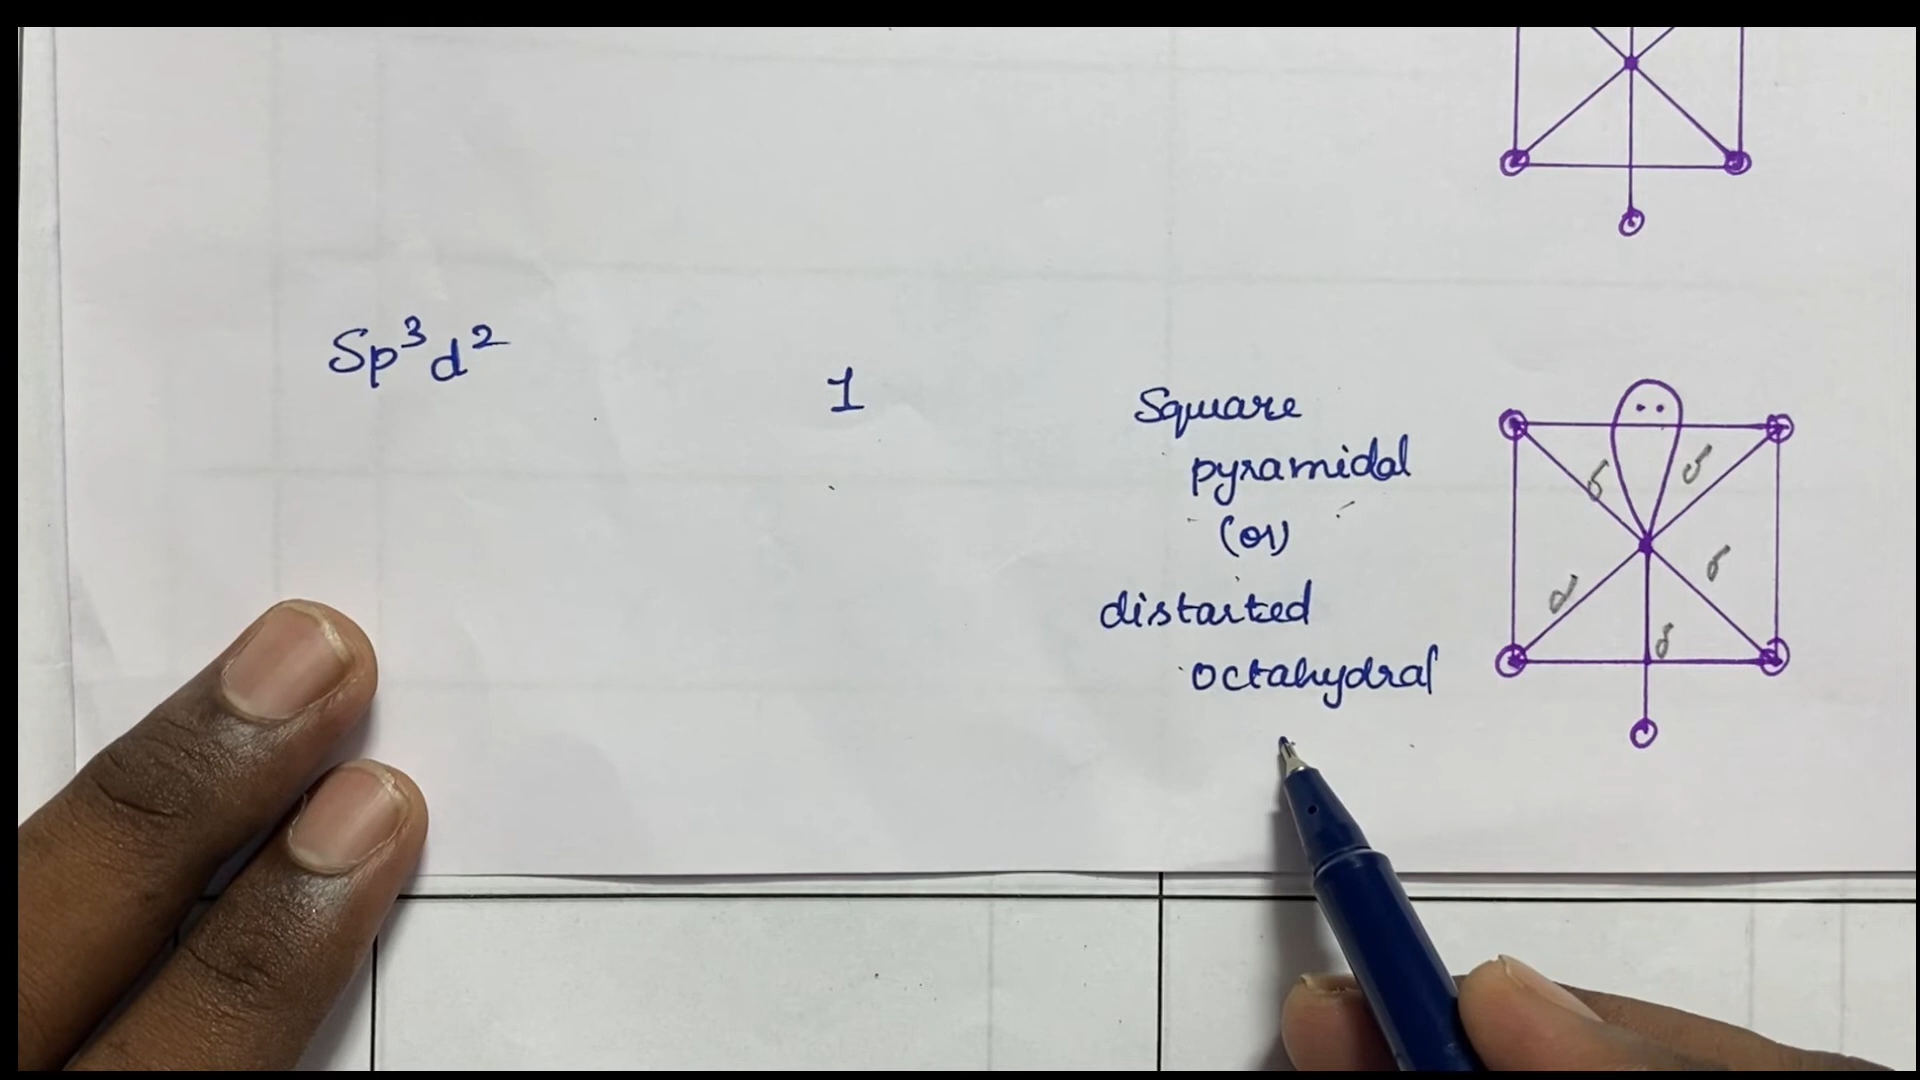 Sp³d²
1
Square
pyramidal
(or)
distarted
octahydral
σ σ
σ σ
σ